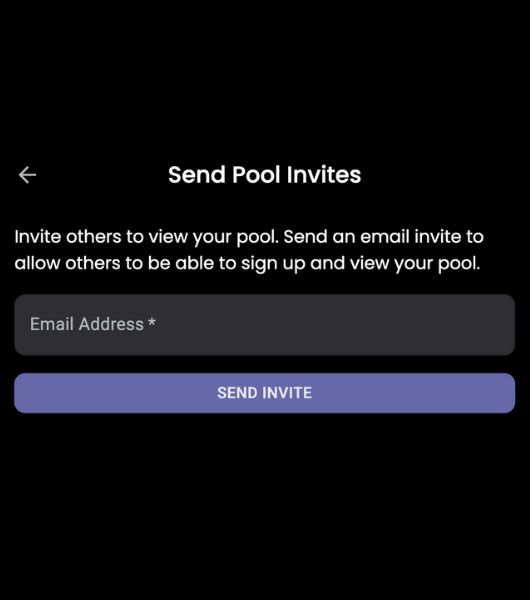 Send Pool Invites
Invite others to view your pool. Send an email invite to
allow others to be able to sign up and view your pool.
Email Address *
SEND INVITE